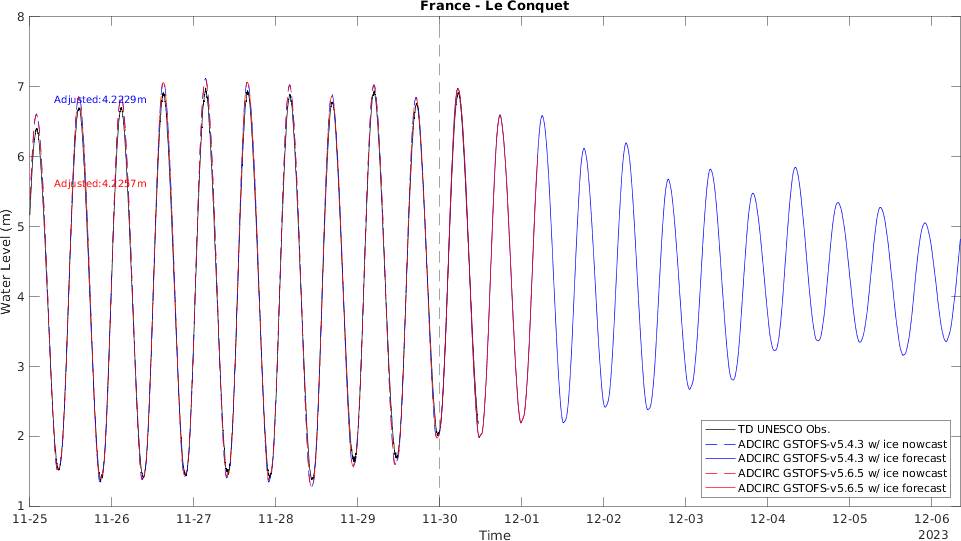 France - Le Conquet
8
7
6
5
4
3
2
1
Water Level (m)
Adjusted:4.2229m
Adjusted:4.2257m
TD UNESCO Obs.
ADCIRC GSTOFS-v5.4.3 w/ ice nowcast
ADCIRC GSTOFS-v5.4.3 w/ ice forecast
ADCIRC GSTOFS-v5.6.5 w/ ice nowcast
ADCIRC GSTOFS-v5.6.5 w/ ice forecast
11-25 11-26 11-27 11-28 11-29 11-30 12-01 12-02 12-03 12-04 12-05 12-06
Time
2023